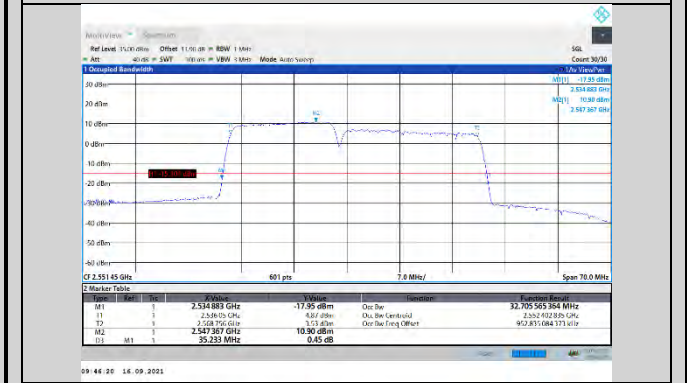 MultiView Spectrum
Ref Level 35.00 dBm Offset 11.90 dB RBW 1 MHz SGL
Att 40 dB SWT 100 ms VBW 3 MHz Mode Auto Sweep Count 30/30
1 Occupied Bandwidth 1Av View/Pwr
M1[1] -17.95 dBm
2.534 883 GHz
M2[1] 10.90 dBm
2.547 367 GHz
30 dBm
20 dBm
10 dBm
0 dBm
-10 dBm
-20 dBm
-30 dBm
-40 dBm
-50 dBm
-60 dBm
M2
M1
T1
CF 2.551 45 GHz 601 pts 7.0 MHz/ Span 70.0 MHz
2 Marker Table
Type Ref Trc X-Value Y-Value Function Function Result
M1 1 2.534 883 GHz -17.95 dBm Occ Bw 32.705 565 364 MHz
T1 1 2.536 05 GHz 4.87 dBm Occ Bw Centroid 2.552 402 835 GHz
T2 1 2.568 756 GHz 3.53 dBm Occ Bw Freq Offset 952.835 084 373 kHz
M2 1 2.547 367 GHz 10.90 dBm
D3 M1 1 35.233 MHz 0.45 dB
09:46:20 16.09.2021